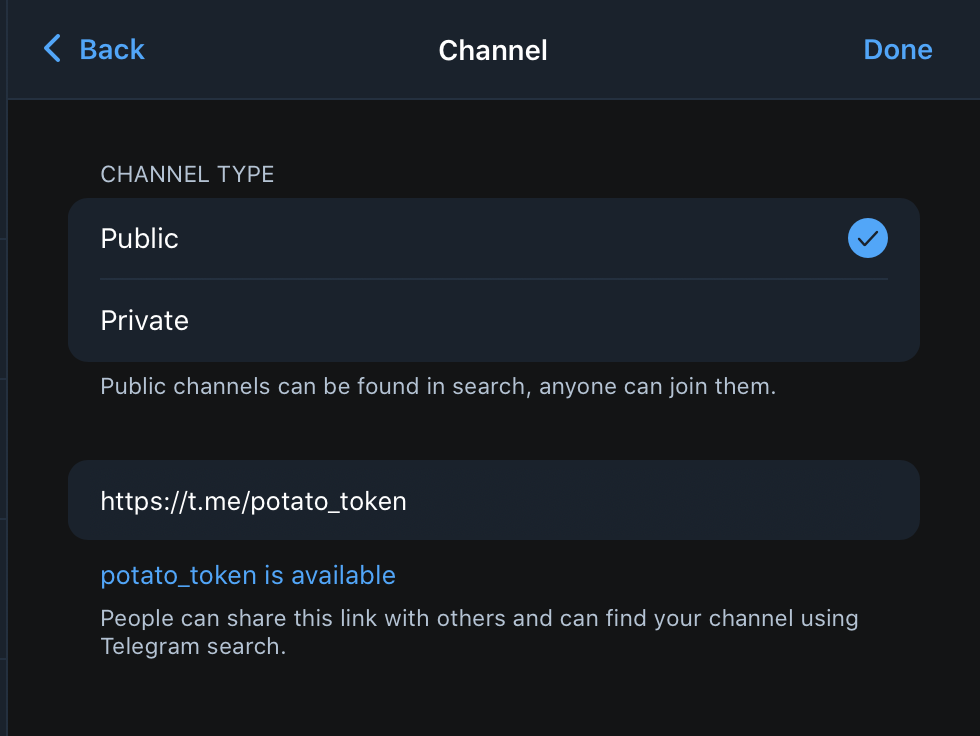 Back
Channel
Done
CHANNEL TYPE
Public
Private
Public channels can be found in search, anyone can join them.
https://t.me/potato_token
potato_token is available
People can share this link with others and can find your channel using
Telegram search.